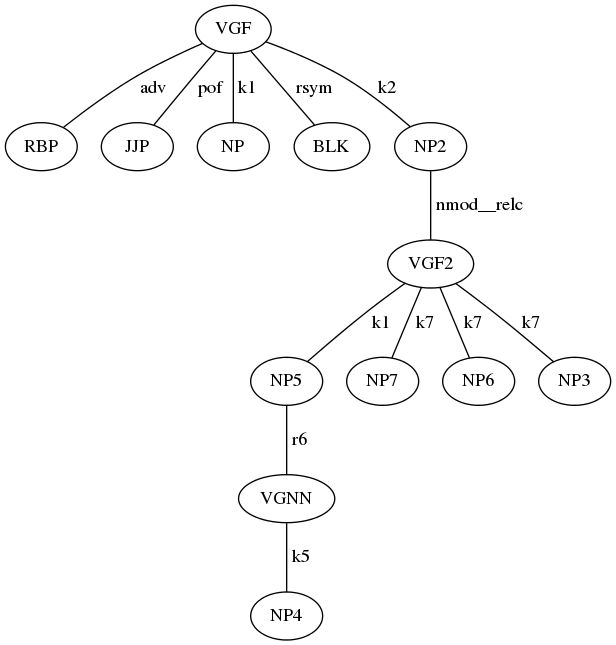 VGF
adv pof k1 rsym k2
RBP JJP NP BLK NP2
nmod__relc
VGF2
k1 k7 k7 k7
NP5 NP7 NP6 NP3
r6
VGNN
k5
NP4